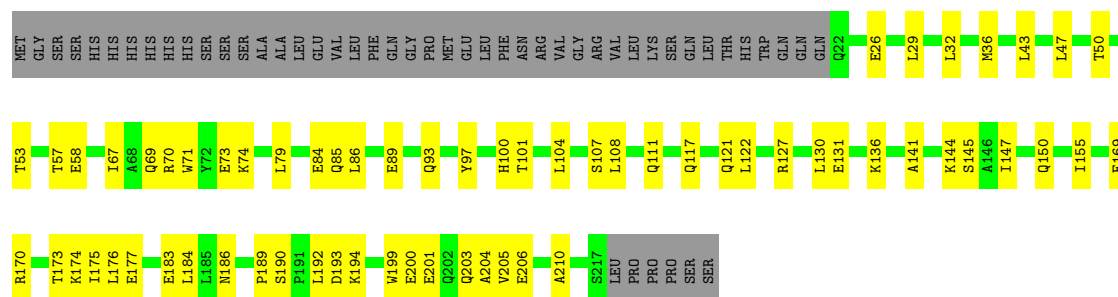 MET GLY SER SER HIS HIS HIS HIS HIS HIS SER SER SER ALA ALA LEU GLU VAL LEU PHE GLN GLY PRO MET GLU LEU PHE ASN ARG VAL GLY ARG VAL LEU LYS SER GLN LEU THR HIS TRP GLN GLN GLN Q22 E26 L29 L32 M36 L43 L47 T50
T53 T57 E58 I67 A68 Q69 R70 W71 Y72 E73 K74 L79 E84 Q85 L86 E89 Q93 Y97 H100 T101 L104 S107 L108 Q111 Q117 Q121 L122 R127 L130 E131 K136 A141 K144 S145 A146 I147 Q150 I155 E169
R170 T173 K174 I175 L176 E177 E183 L184 L185 N186 P189 S190 P191 L192 D193 K194 W199 E200 E201 Q202 Q203 A204 V205 E206 A210 S217 LEU PRO PRO PRO SER SER